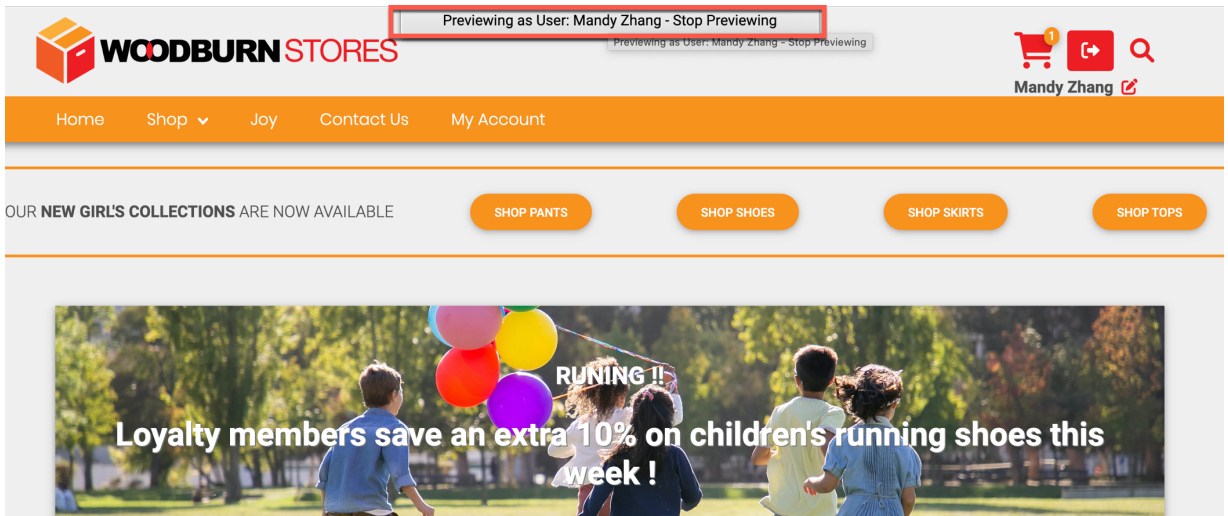 Previewing as User: Mandy Zhang - Stop Previewing
Previewing as User: Mandy Zhang - Stop Previewing
WOODBURN STORES
1
Mandy Zhang
Home Shop Joy Contact Us My Account
OUR NEW GIRL'S COLLECTIONS ARE NOW AVAILABLE SHOP PANTS SHOP SHOES SHOP SKIRTS SHOP TOPS
RUNING !!
Loyalty members save an extra 10% on children's running shoes this
week !